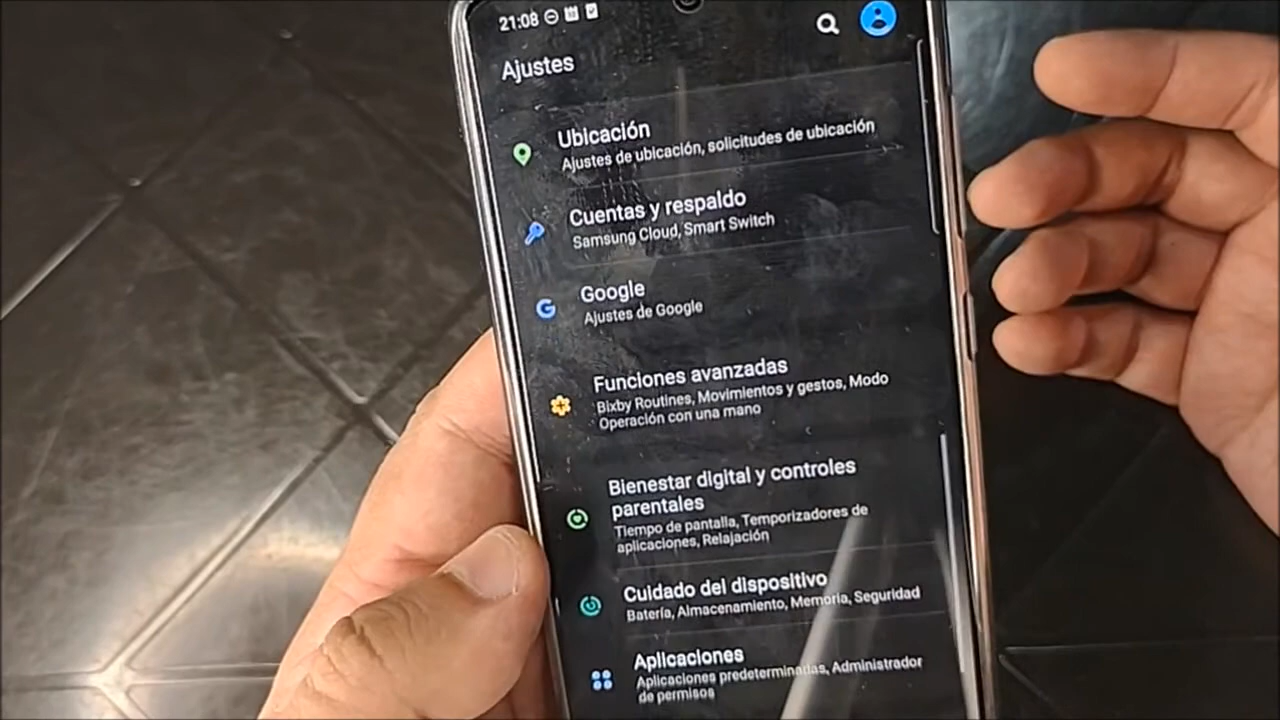 21:08
Ajustes
Ubicación
Ajustes de ubicación, solicitudes de ubicación
Cuentas y respaldo
Samsung Cloud, Smart Switch
Google
Ajustes de Google
Funciones avanzadas
Bixby Routines, Movimientos y gestos, Modo
Operación con una mano
Bienestar digital y controles
parentales
Tiempo de pantalla, Temporizadores de
aplicaciones, Relajación
Cuidado del dispositivo
Batería, Almacenamiento, Memoria, Seguridad
Aplicaciones
Aplicaciones predeterminadas, Administrador
de permisos